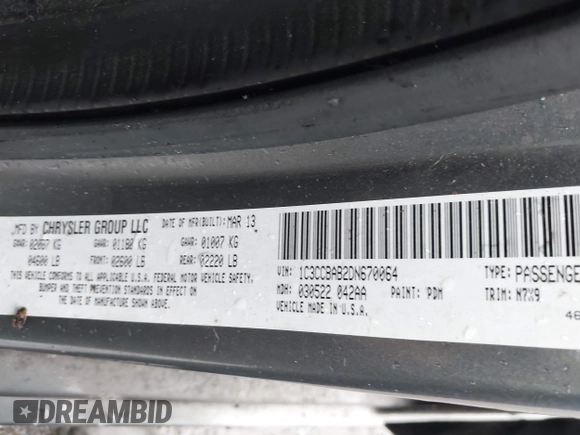 MFD BY CHRYSLER GROUP LLC DATE OF MFR(BUILT): MAR 13
GVWR: 02087 KG GAWR: 01180 KG GAWR: 01007 KG
04600 LB FRONT: 02600 LB REAR: 02220 LB
THIS VEHICLE CONFORMS TO ALL APPLICABLE U.S.A. FEDERAL MOTOR VEHICLE SAFETY,
BUMPER AND THEFT PREVENTION STANDARDS IN EFFECT ON
THE DATE OF MANUFACTURE SHOWN ABOVE.
VIN: 1C3CCBAB2DN670064 TYPE: PASSENGE
MDH: 030522 042AA PAINT: PDM TRIM: N7X9
VEHICLE MADE IN U.S.A.
46
DREAMBID